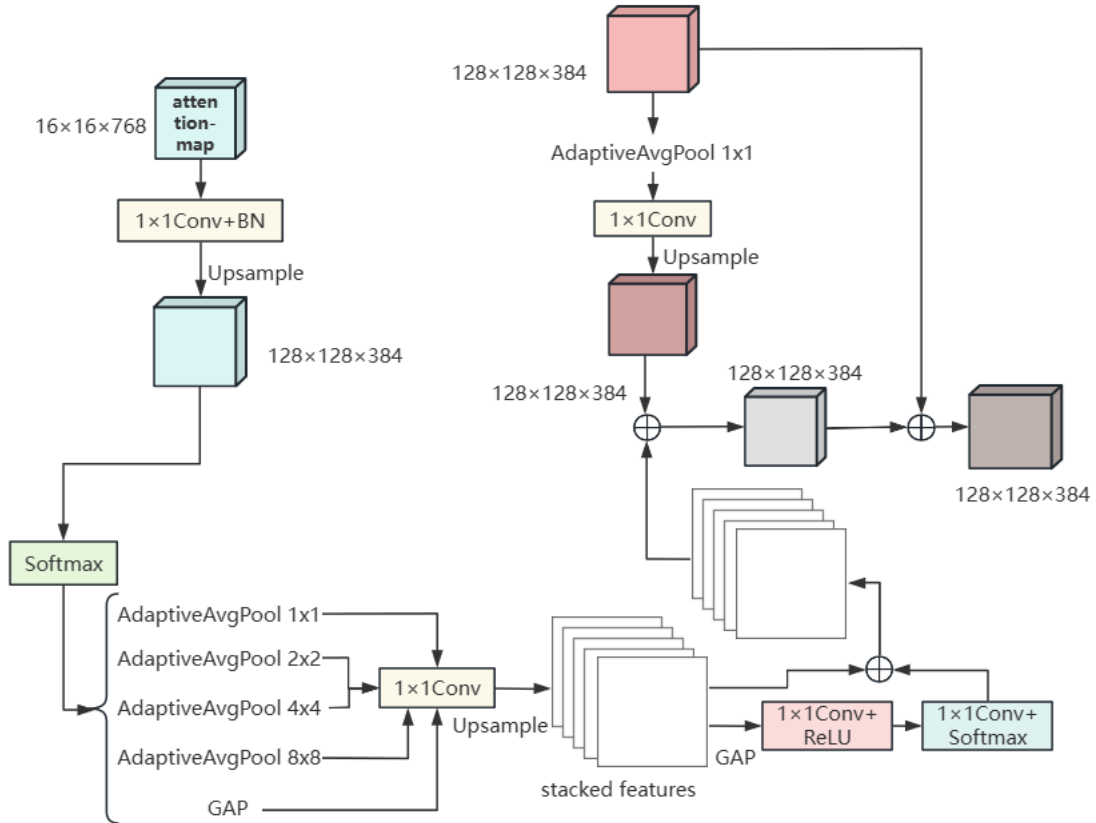 128×128×384
atten
tion-
map
16×16×768
AdaptiveAvgPool 1x1
1×1Conv+BN
1×1Conv
Upsample
Upsample
128×128×384
128×128×384
128×128×384
128×128×384
Softmax
AdaptiveAvgPool 1x1
AdaptiveAvgPool 2x2
1×1Conv
AdaptiveAvgPool 4x4
Upsample
1×1Conv+
ReLU
1×1Conv+
Softmax
AdaptiveAvgPool 8x8
GAP
stacked features
GAP